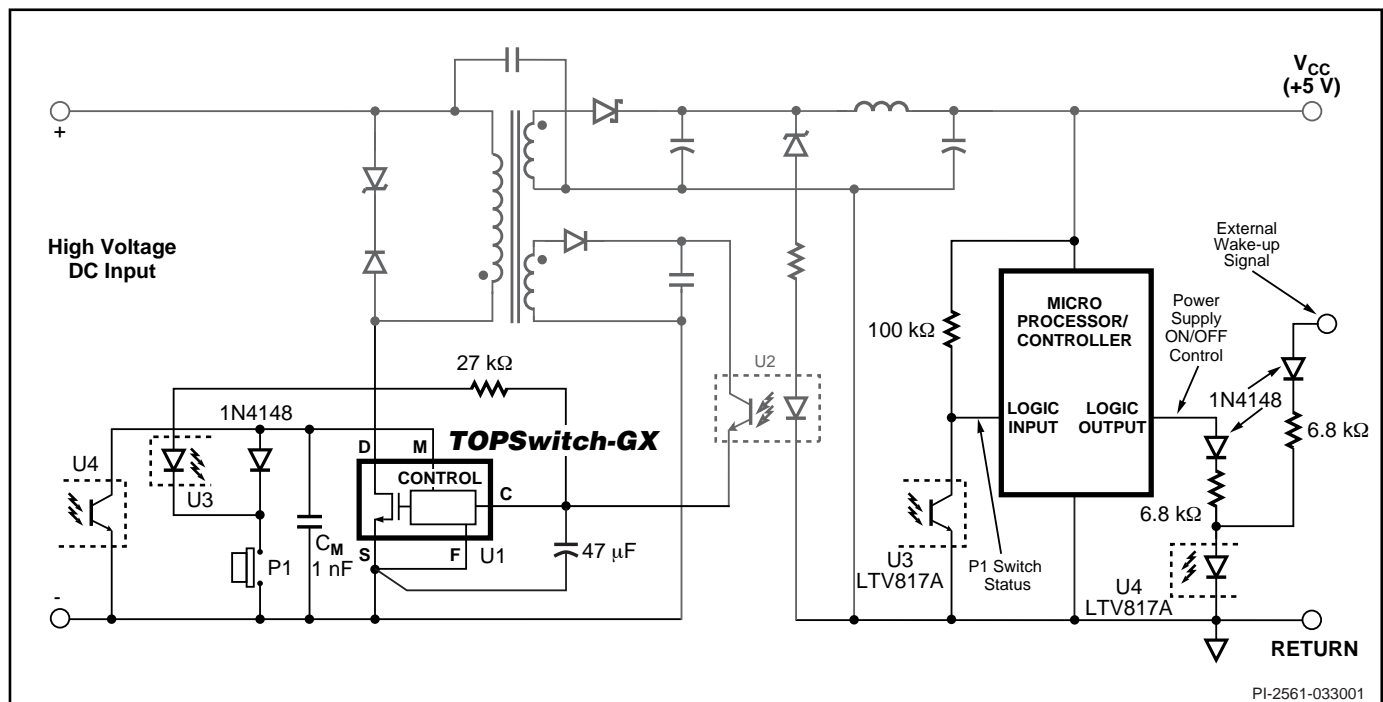 VCC
(+5 V)
+
High Voltage
DC Input
External
Wake-up
Signal
MICRO
PROCESSOR/
CONTROLLER
Power
Supply
ON/OFF
Control
100 kΩ
27 kΩ
U2
1N4148
1N4148
LOGIC
INPUT
LOGIC
OUTPUT
6.8 kΩ
TOPSwitch-GX
D
M
U4
CONTROL
C
U3
6.8 kΩ
CM
1 nF
S
F
U1
47 µF
P1
U3
LTV817A
P1 Switch
Status
U4
LTV817A
-
RETURN
PI-2561-033001